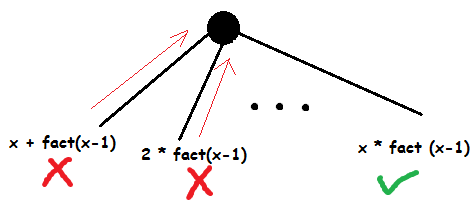 x + fact(x-1)
2 * fact(x-1)
x * fact (x-1)